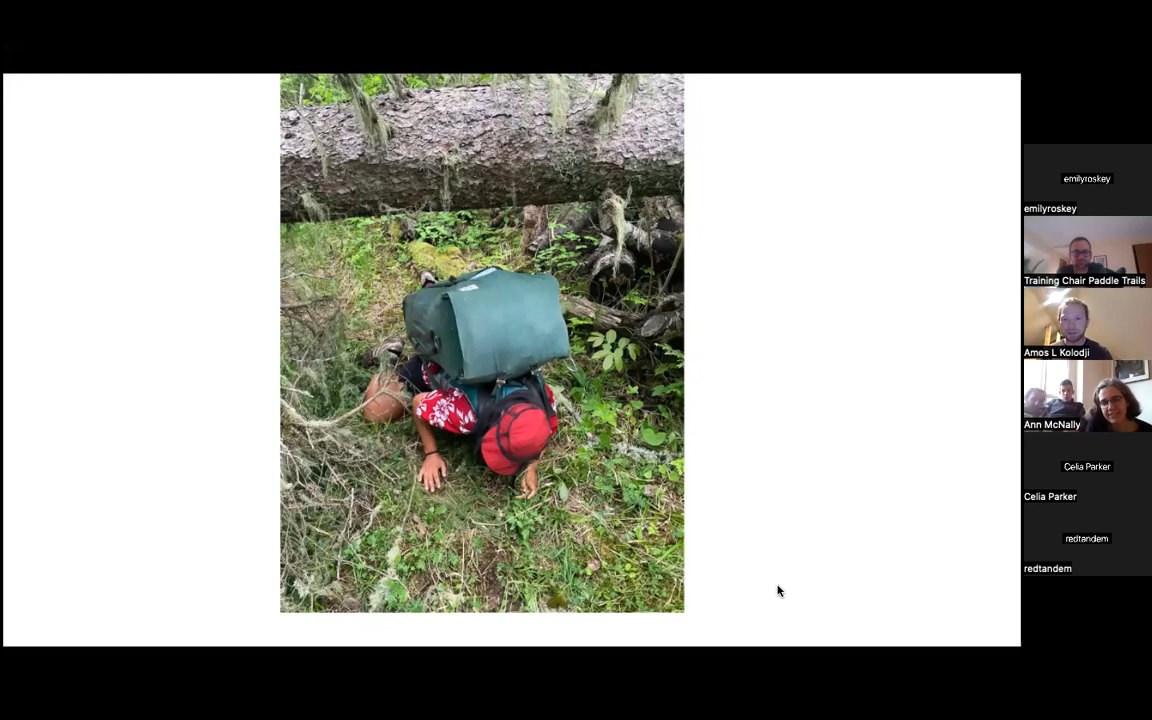 emilyroskey
emilyroskey
Training Chair Paddle Trails
Amos L Kolodji
Ann McNally
Celia Parker
Celia Parker
redtandem
redtandem